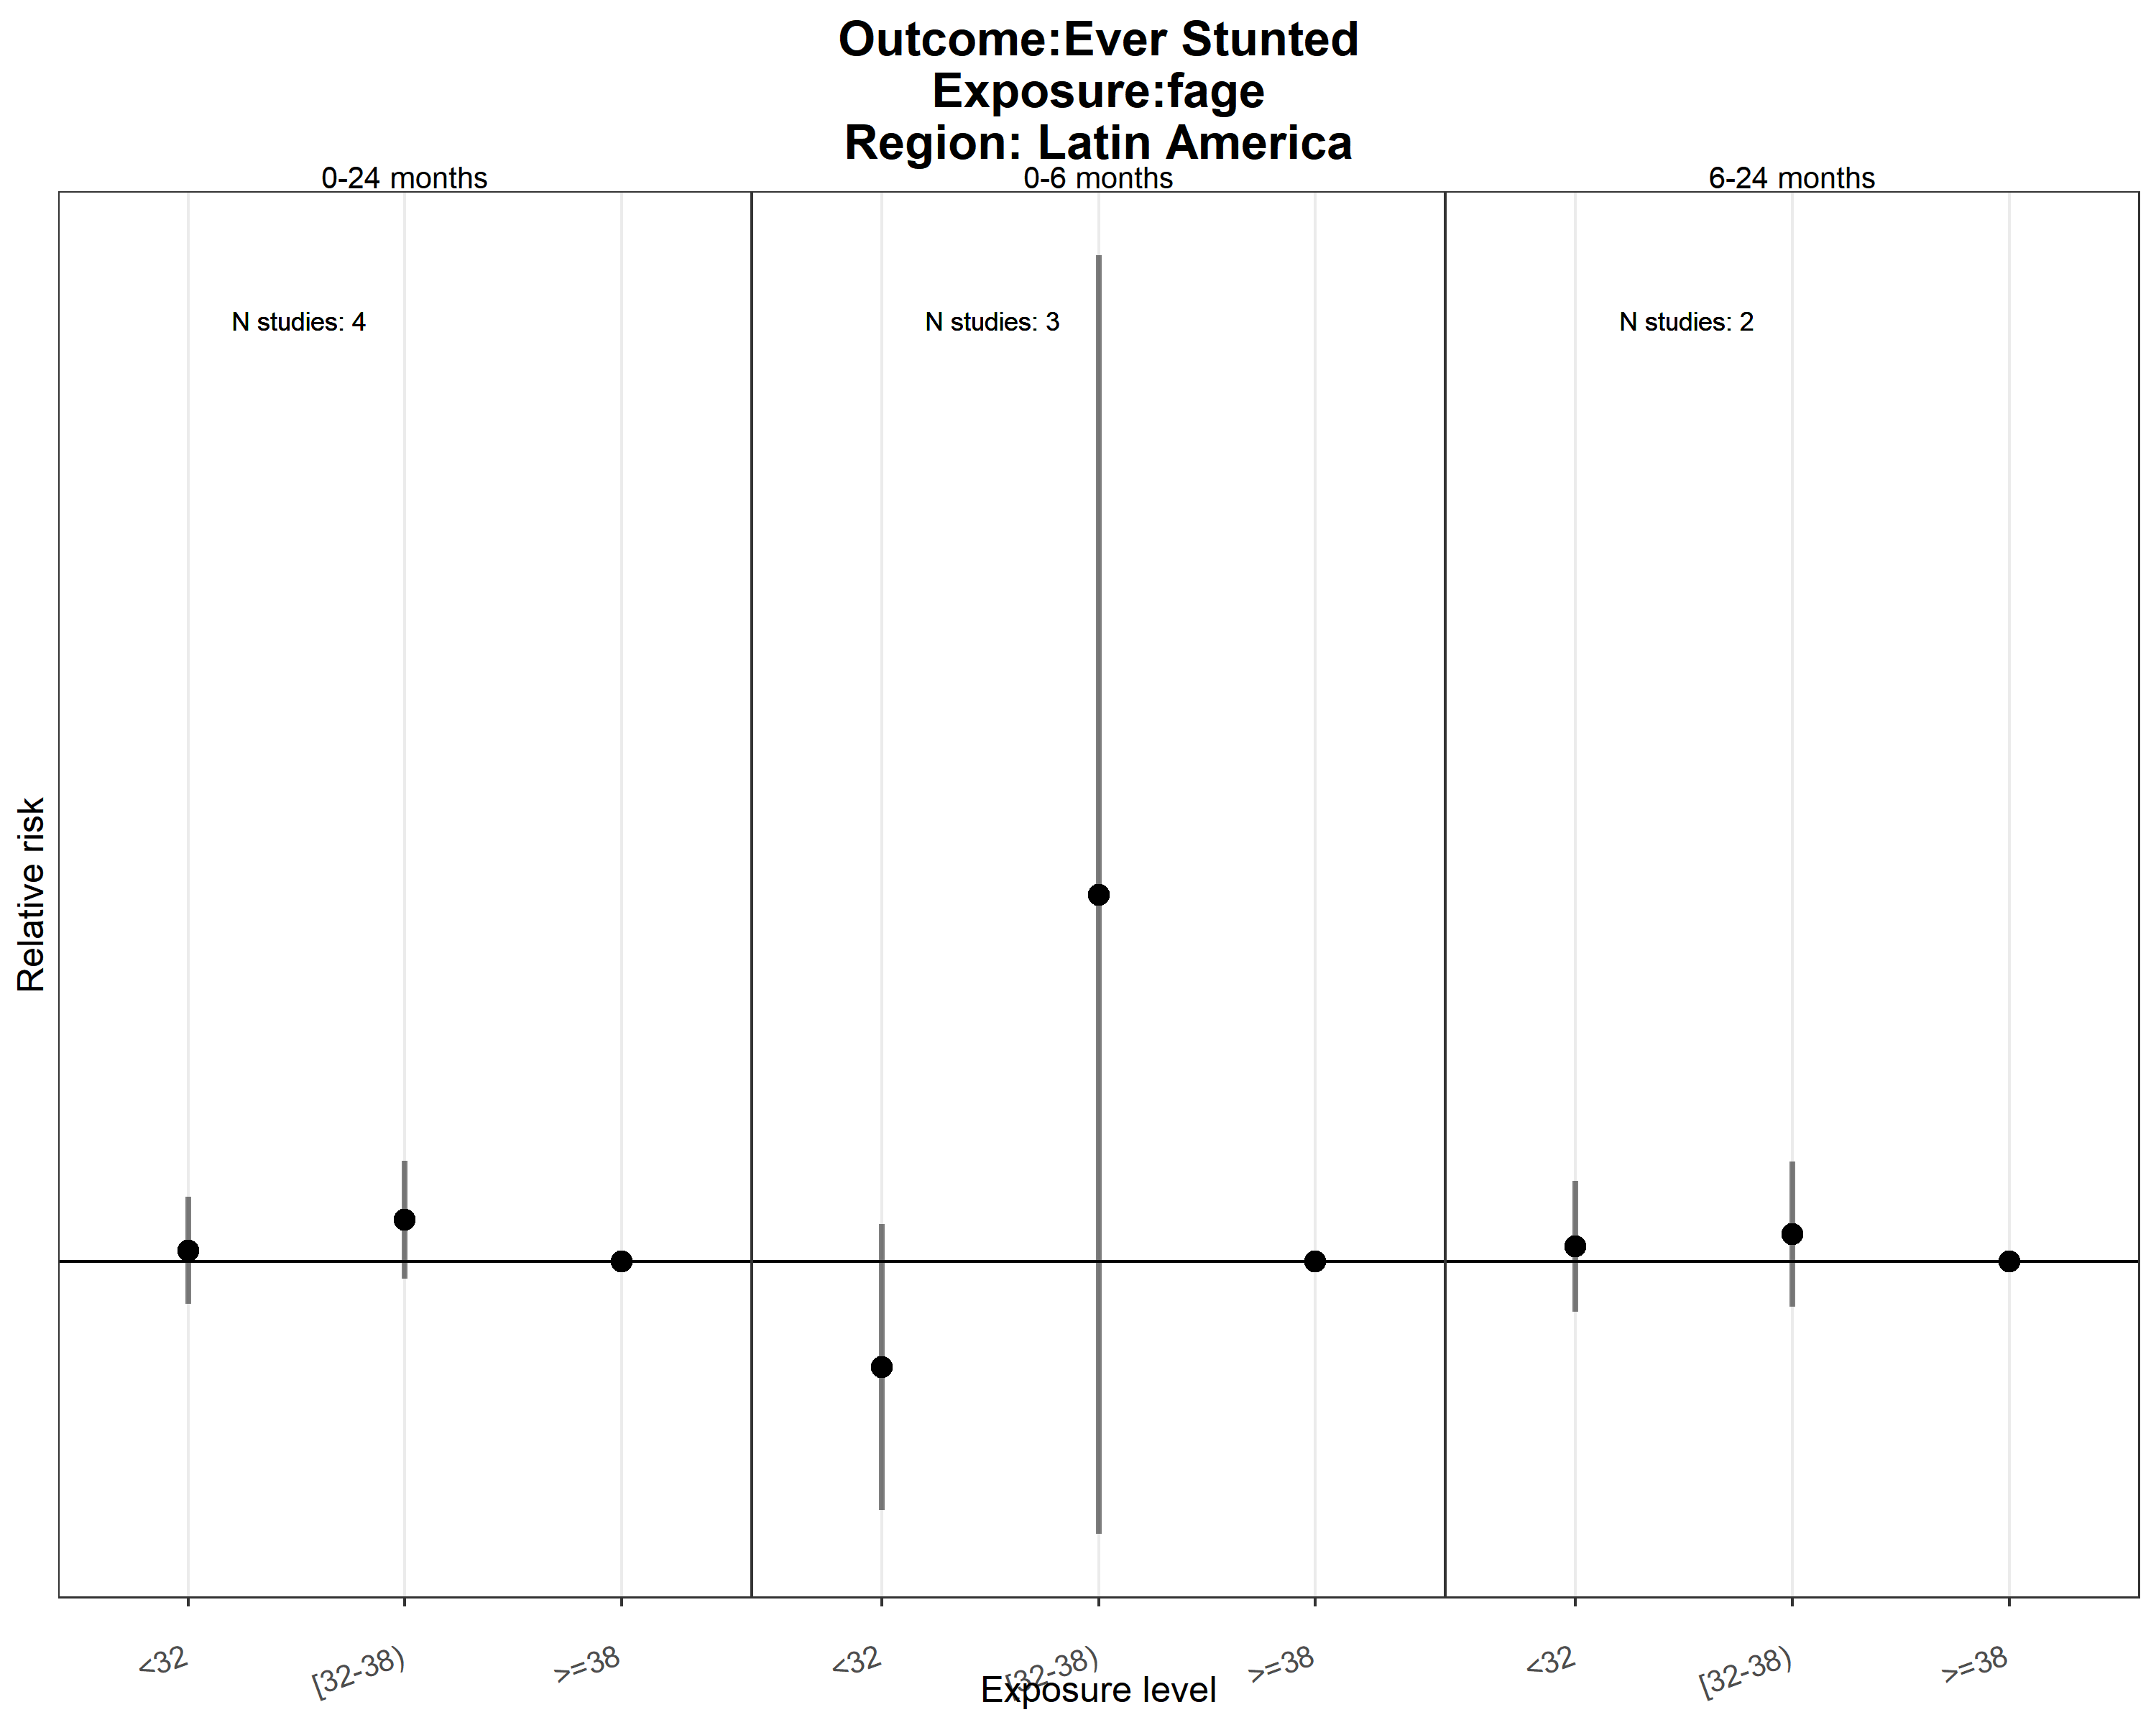 Outcome:Ever Stunted
Exposure:fage
Region: Latin America
0-24 months
0-6 months
6-24 months
N studies: 4
N studies: 3
N studies: 2
Relative risk
<32
[32-38)
>=38
<32
[32-38)
>=38
<32
[32-38)
>=38
Exposure level